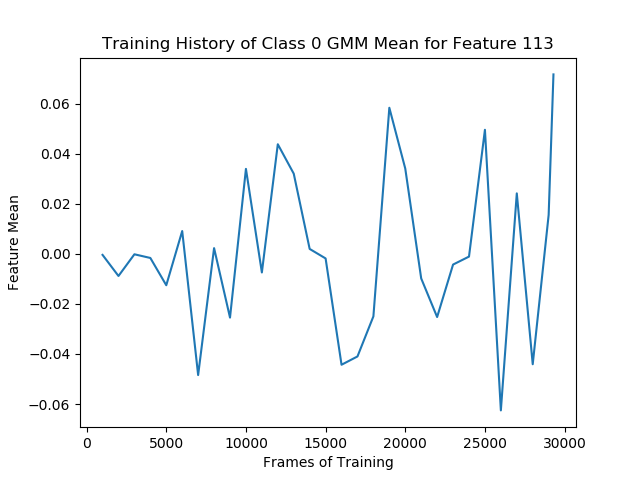 Training History of Class 0 GMM Mean for Feature 113
0.06
0.04
0.02
0.00
−0.02
−0.04
−0.06
Feature Mean
0 5000 10000 15000 20000 25000 30000
Frames of Training